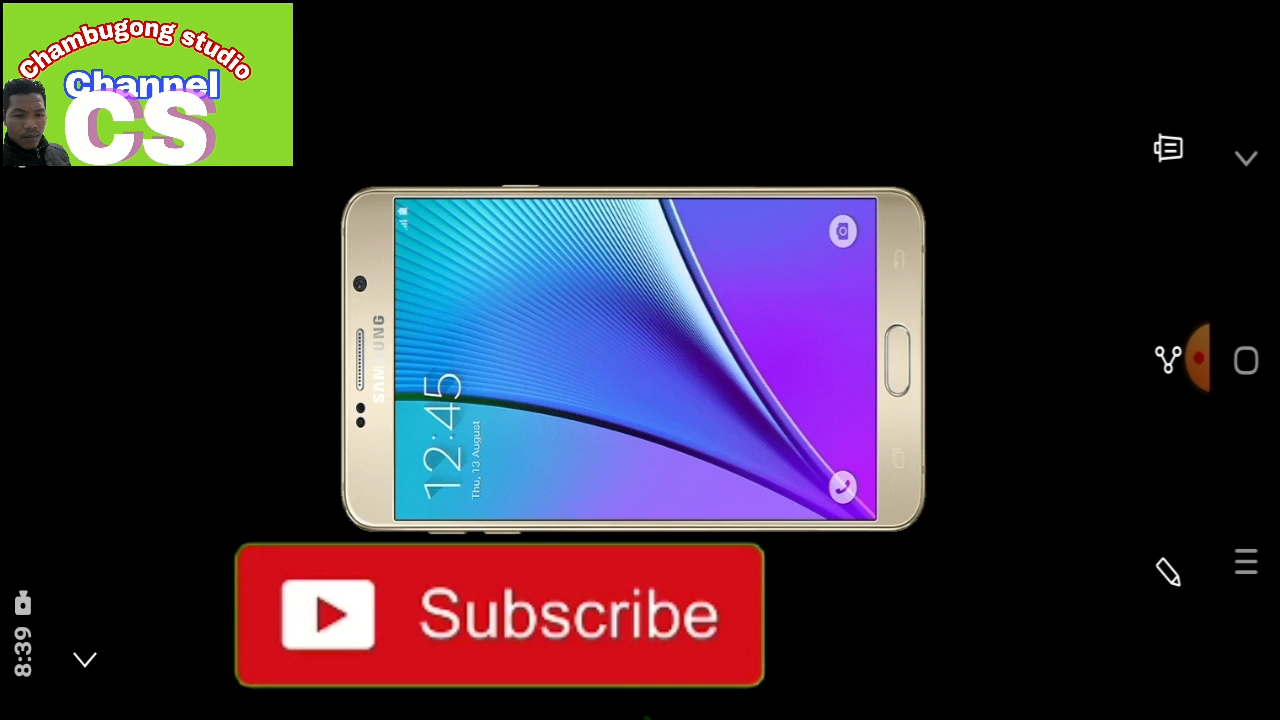 Chambugong studio
Channel
CS
SAMSUNG
12:45
Thu, 13 August
Subscribe
8:39